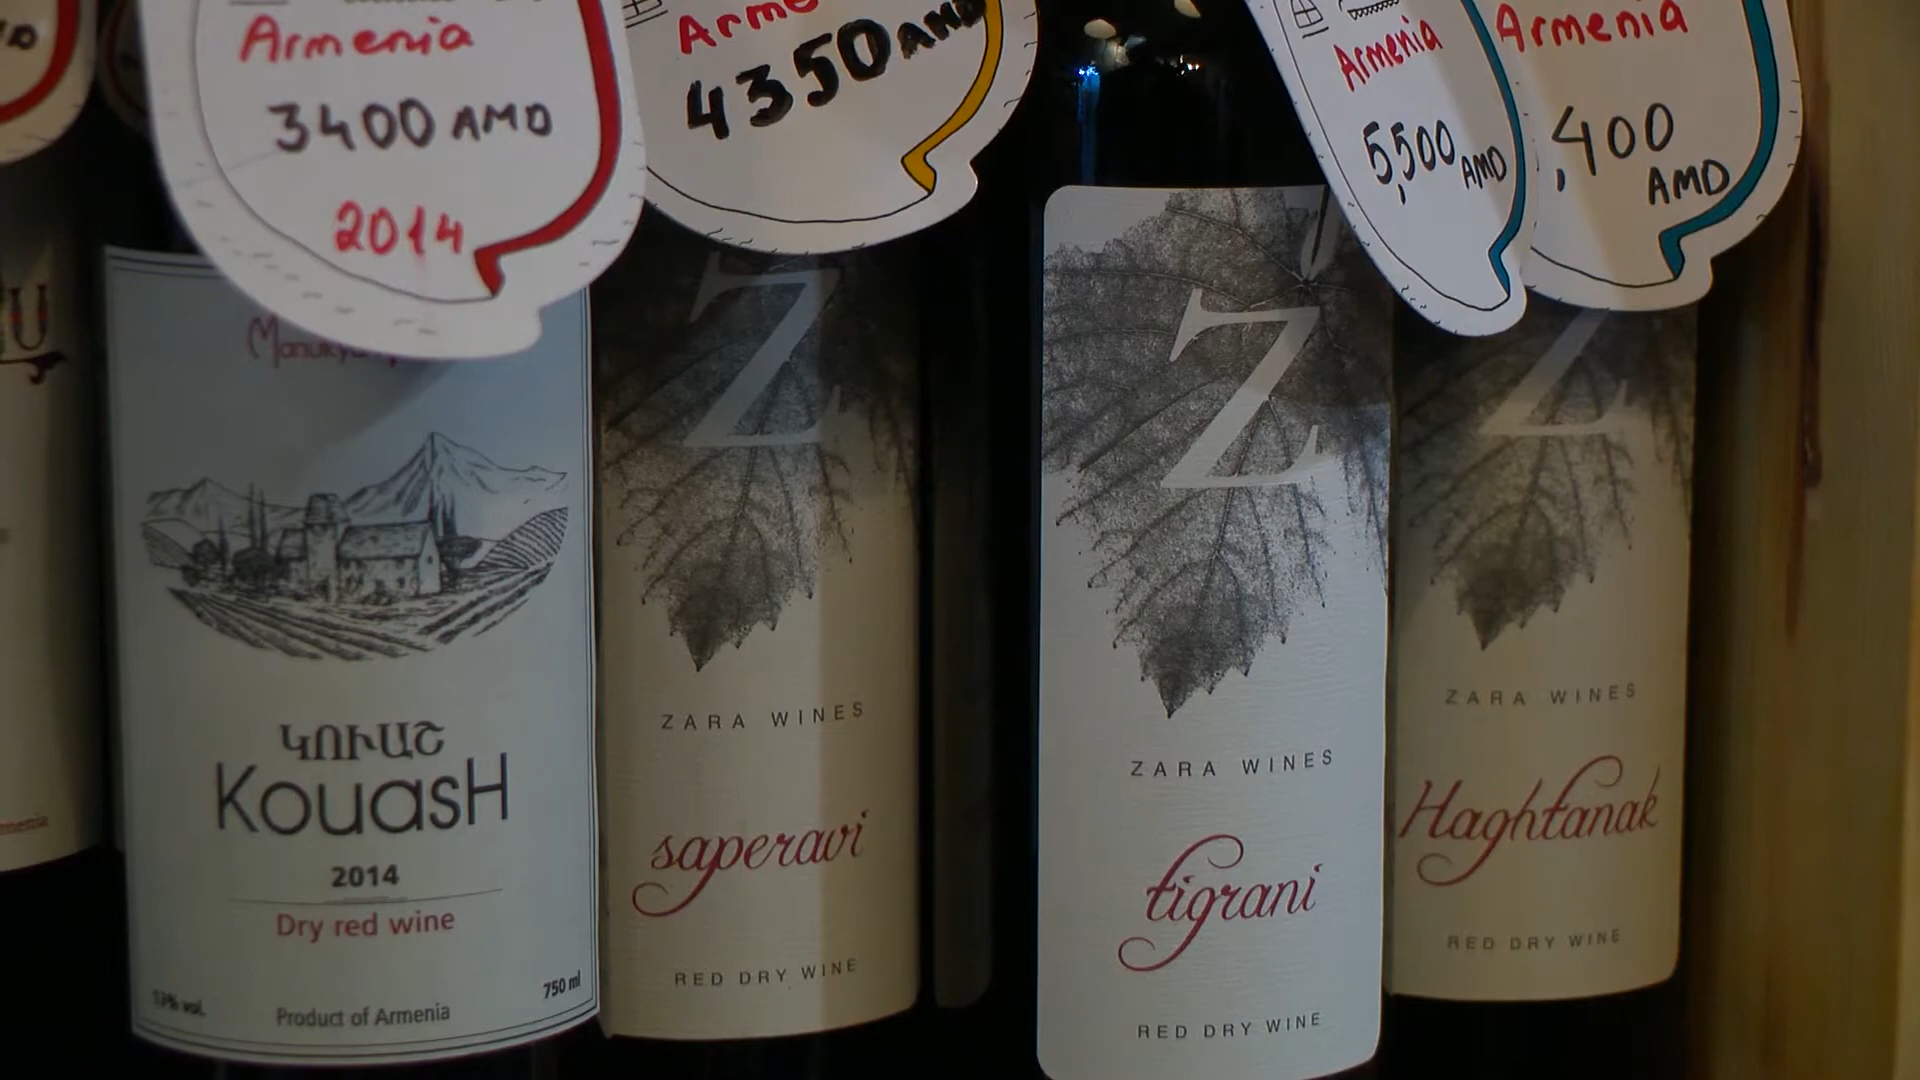 Armenia
3400 AMD
2014
4350 AMD
Armenia
5,500
AMD
Armenia
400
AMD
ԿՈՒԱՇ
KouasH
2014
Dry red wine
13% vol.
750 ml
Product of Armenia
Z
ZARA WINES
saperavi
RED DRY WINE
Z
ZARA WINES
tigrani
RED DRY WINE
Z
ZARA WINES
Haghtanak
RED DRY WINE